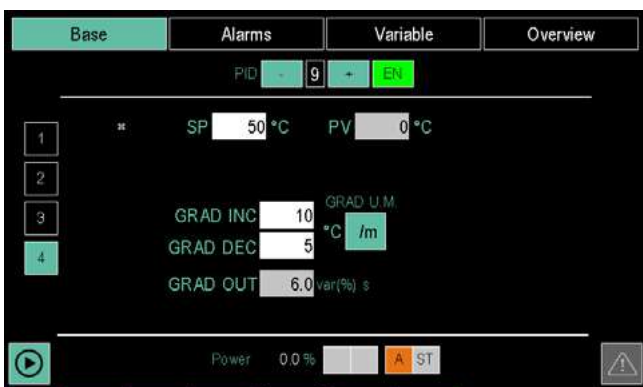 Base Alarms Variable Overview
PID - 9 + EN
SP 50 °C PV 0 °C
1
2
3
4
GRAD U.M.
GRAD INC 10
°C /m
GRAD DEC 5
GRAD OUT 6.0 var(%) s
Power 0.0 % A ST